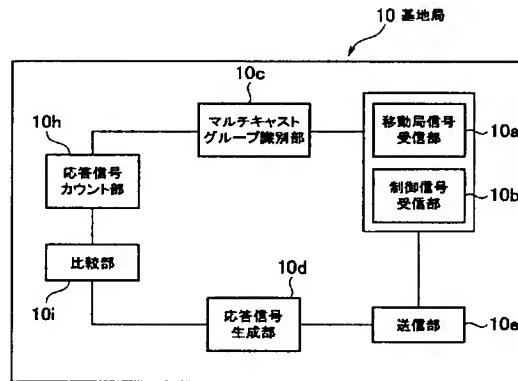 10 基地局
10c
マルチキャスト
グループ識別部
移動局信号
受信部
10a
制御信号
受信部
10b
10h
応答信号
カウント部
比較部
10i
10d
応答信号
生成部
送信部
10e